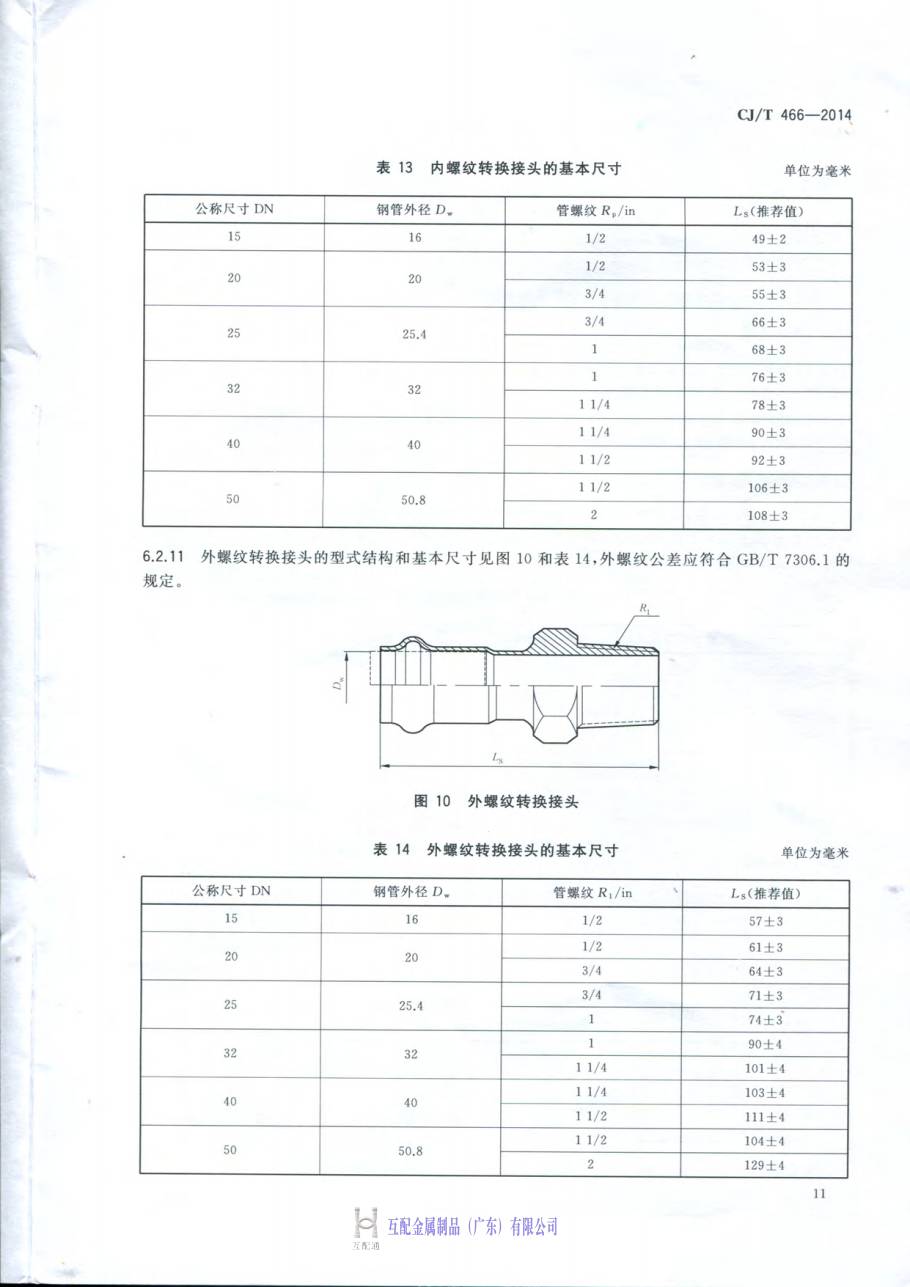 CJ/T 466—2014
表 13 内螺纹转换接头的基本尺寸 单位为毫米
公称尺寸 DN 钢管外径 Dw 管螺纹 Rp/in LS(推荐值)
15 16 1/2 49±2
20 20 1/2 53±3
3/4 55±3
25 25.4 3/4 66±3
1 68±3
32 32 1 76±3
1 1/4 78±3
40 40 1 1/4 90±3
1 1/2 92±3
50 50.8 1 1/2 106±3
2 108±3
6.2.11 外螺纹转换接头的型式结构和基本尺寸见图 10 和表 14,外螺纹公差应符合 GB/T 7306.1 的
规定。
R1
Dw
LS
图 10 外螺纹转换接头
表 14 外螺纹转换接头的基本尺寸 单位为毫米
公称尺寸 DN 钢管外径 Dw 管螺纹 R1/in LS(推荐值)
15 16 1/2 57±3
20 20 1/2 61±3
3/4 64±3
25 25.4 3/4 71±3
1 74±3
32 32 1 90±4
1 1/4 101±4
40 40 1 1/4 103±4
1 1/2 111±4
50 50.8 1 1/2 104±4
2 129±4
11
互配金属制品（广东）有限公司
互配通